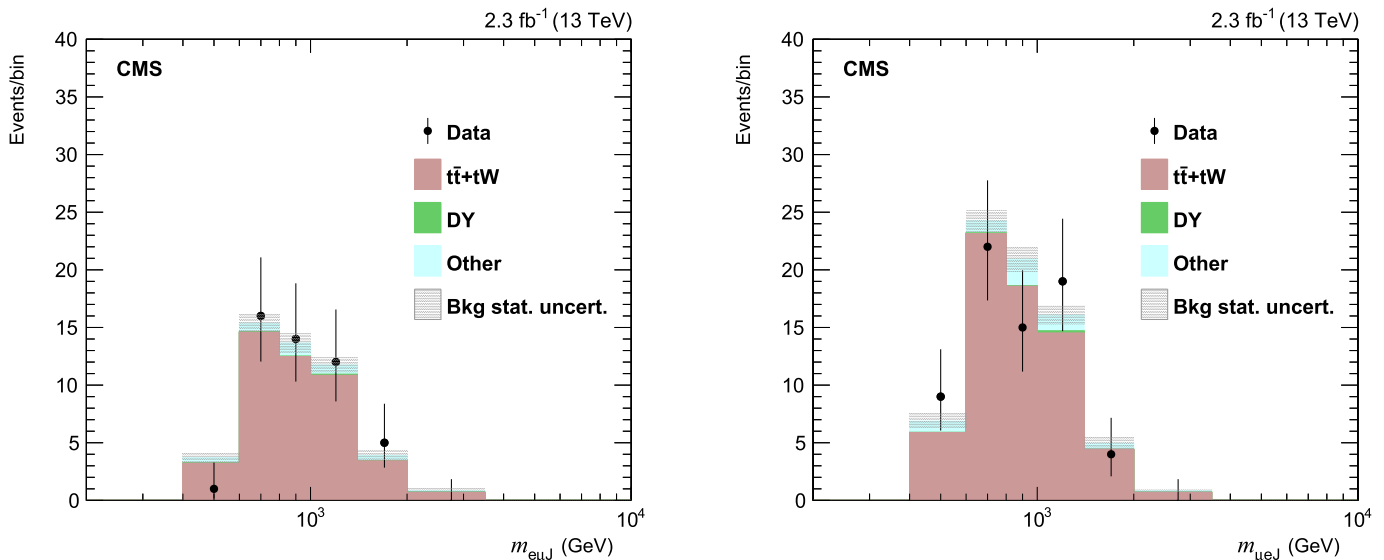 2.3 fb⁻¹ (13 TeV)
CMS
Events/bin
40
35
30
25
20
15
10
5
0
Data
tt̄+tW
DY
Other
Bkg stat. uncert.
10³
10⁴
m_eμJ (GeV)
2.3 fb⁻¹ (13 TeV)
CMS
Events/bin
40
35
30
25
20
15
10
5
0
Data
tt̄+tW
DY
Other
Bkg stat. uncert.
10³
10⁴
m_μeJ (GeV)